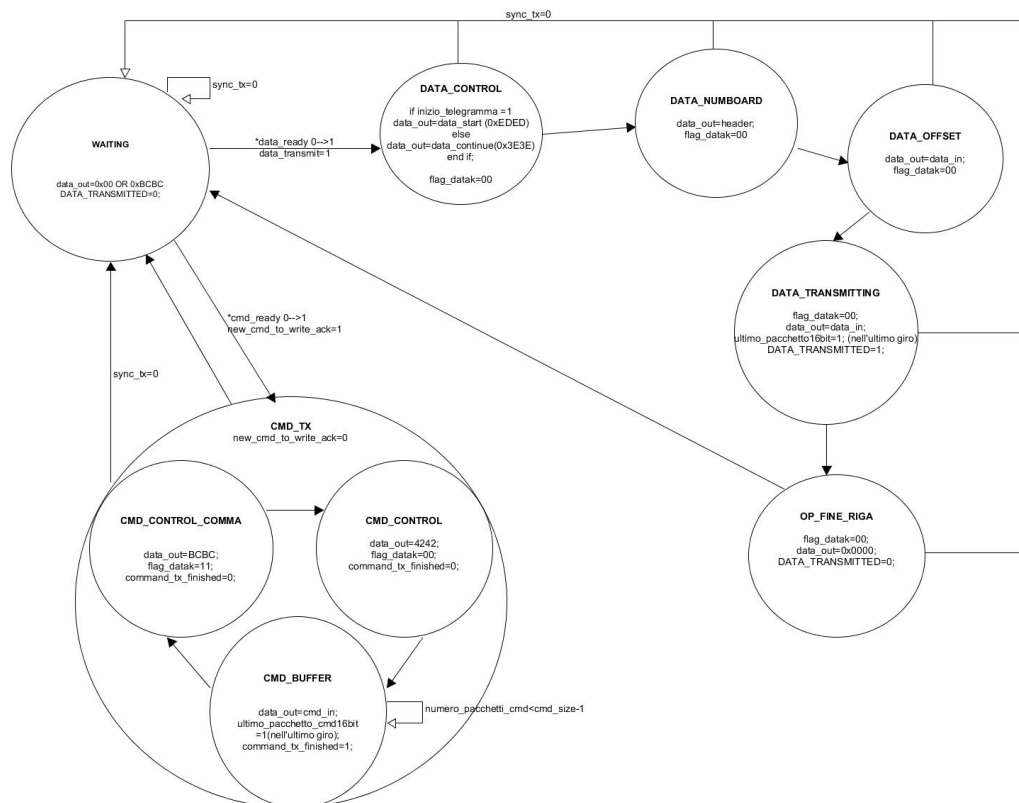 sync_tx=0
sync_tx=0
WAITING
data_out=0x00 OR 0xBCBC
DATA_TRANSMITTED=0;
*data_ready 0-->1
data_transmit=1
DATA_CONTROL
if inizio_telegramma =1
data_out=data_start (0xEDED)
else
data_out=data_continue(0x3E3E)
end if;
flag_datak=00
DATA_NUMBOARD
data_out=header;
flag_datak=00
DATA_OFFSET
data_out=data_in;
flag_datak=00
DATA_TRANSMITTING
flag_datak=00;
data_out=data_in;
ultimo_pacchetto16bit=1; (nell'ultimo giro)
DATA_TRANSMITTED=1;
*cmd_ready 0-->1
new_cmd_to_write_ack=1
sync_tx=0
CMD_TX
new_cmd_to_write_ack=0
CMD_CONTROL_COMMA
data_out=BCBC;
flag_datak=11;
command_tx_finished=0;
CMD_CONTROL
data_out=4242;
flag_datak=00;
command_tx_finished=0;
OP_FINE_RIGA
flag_datak=00;
data_out=0x0000;
DATA_TRANSMITTED=0;
CMD_BUFFER
data_out=cmd_in;
ultimo_pacchetto_cmd16bit
=1(nell'ultimo giro);
command_tx_finished=1;
numero_pacchetti_cmd<cmd_size-1